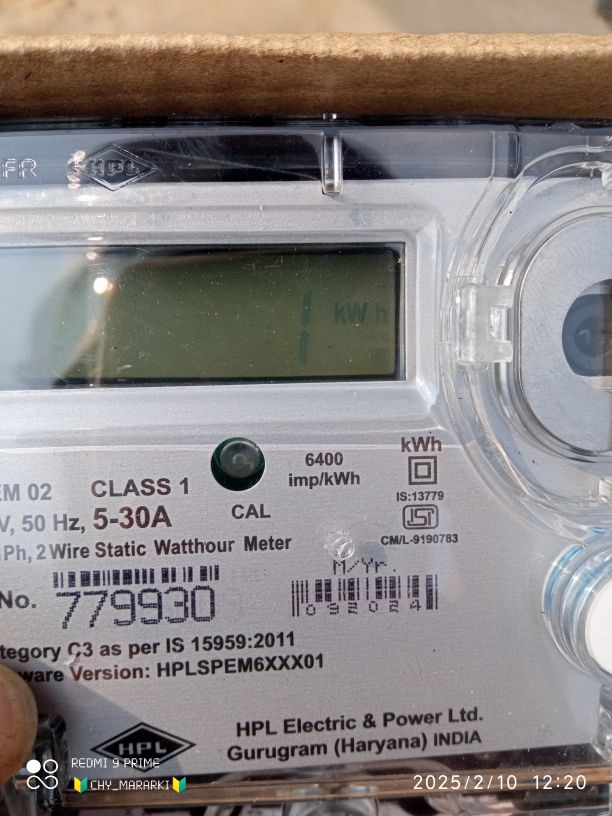 FR HPL
1 kWh
6400
imp/kWh
kWh
EM 02 CLASS 1
V, 50 Hz, 5-30A
CAL
IS:13779
ISI
CM/L-9190783
Ph, 2 Wire Static Watthour Meter
M/Yr.
No. 779930
092024
tegory C3 as per IS 15959:2011
ware Version: HPLSPEM6XXX01
HPL
HPL Electric & Power Ltd.
Gurugram (Haryana) INDIA
REDMI 9 PRIME
CHY_MARARKI
2025/2/10 12:20